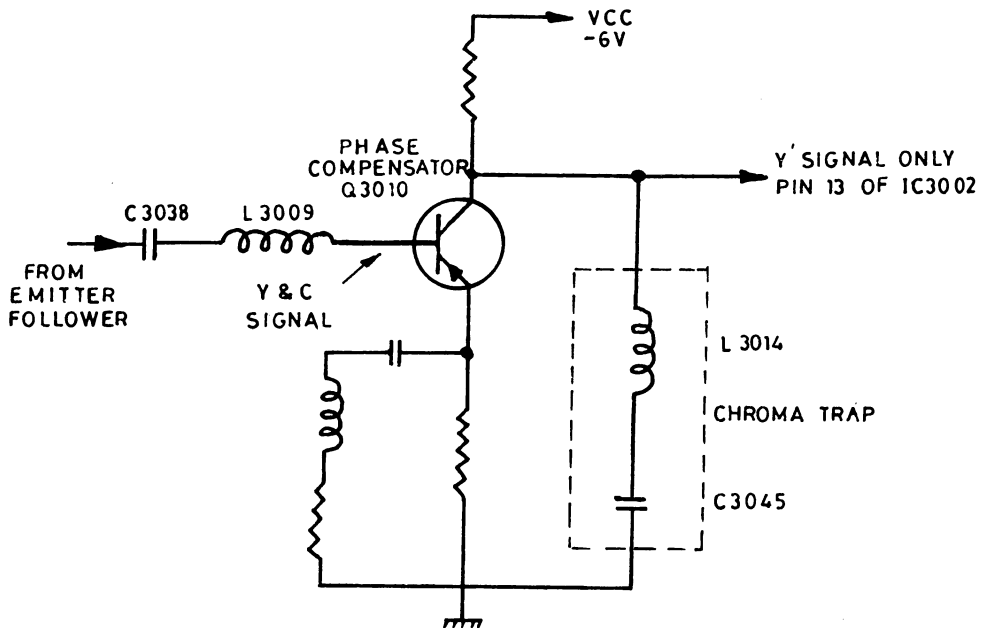 VCC
-6V
PHASE
COMPENSATOR
Q3010
Y' SIGNAL ONLY
PIN 13 OF IC3002
C3038
L3009
FROM
EMITTER
FOLLOWER
Y & C
SIGNAL
L 3014
CHROMA TRAP
C3045